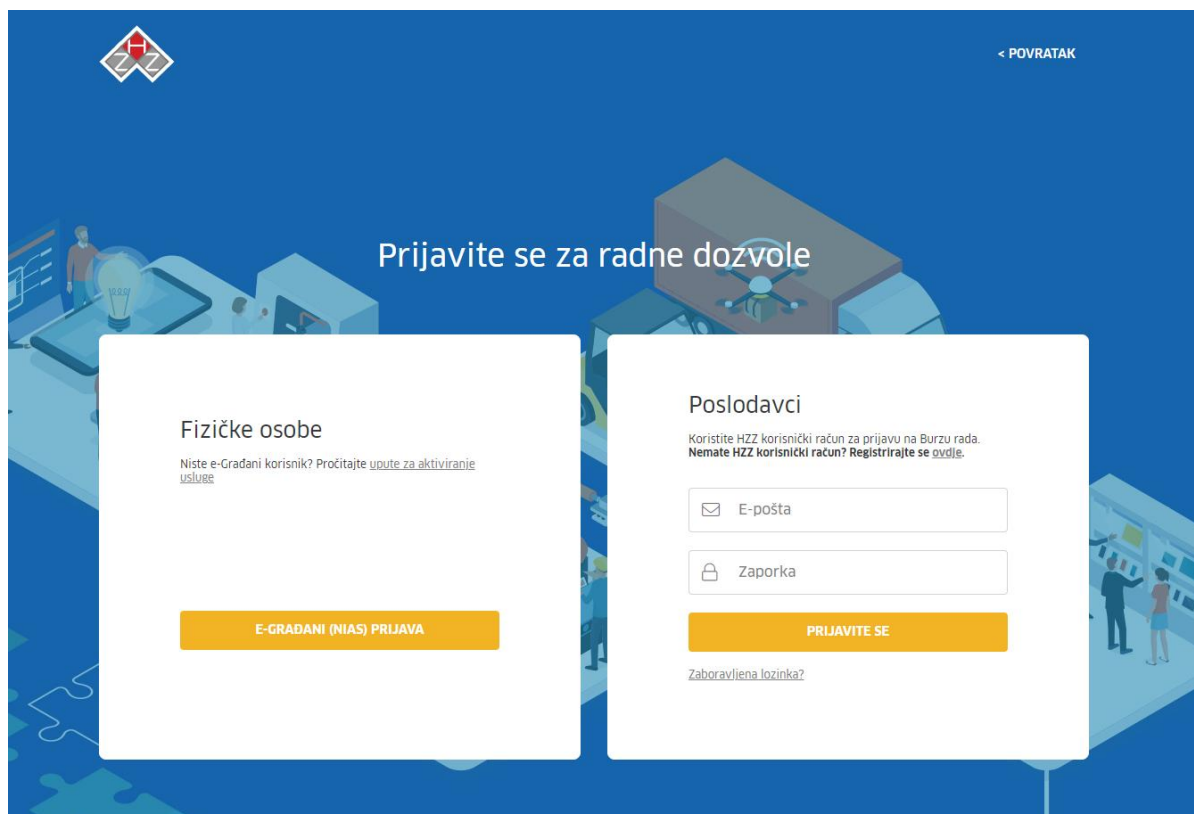 HZZ
< POVRATAK
Prijavite se za radne dozvole
Fizičke osobe
Niste e-Građani korisnik? Pročitajte upute za aktiviranje
usluge
E-GRAĐANI (NIAS) PRIJAVA
Poslodavci
Koristite HZZ korisnički račun za prijavu na Burzu rada.
Nemate HZZ korisnički račun? Registrirajte se ovdje.
E-pošta
Zaporka
PRIJAVITE SE
Zaboravljena lozinka?